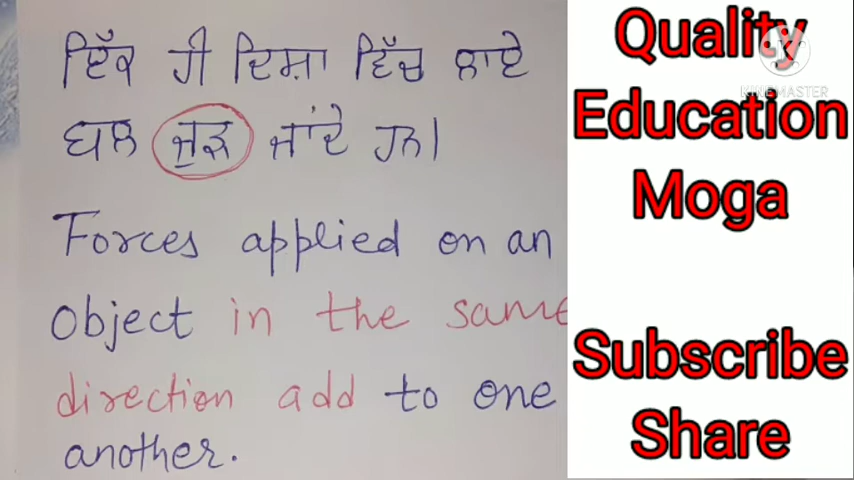 ਇੱਕ ਹੀ ਦਿਸ਼ਾ ਵਿੱਚ ਲਾਏ
ਬਲ ਜੁੜ ਜਾਂਦੇ ਹਨ।
Forces applied on an
object in the same
direction add to one
another.
Quality
Education
Moga
Subscribe
Share
KINEMASTER